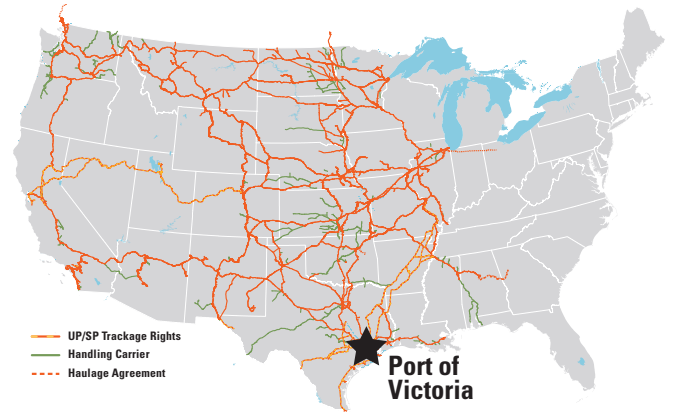 UP/SP Trackage Rights
Handling Carrier
Haulage Agreement
Port of
Victoria